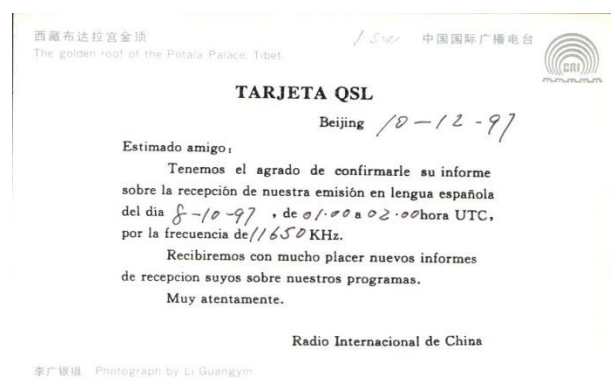 西藏布达拉宫金顶
The golden roof of the Potala Palace, Tibet.
中国国际广播电台
CRI
TARJETA QSL
Beijing 10-12-97
Estimado amigo:
Tenemos el agrado de confirmarle su informe
sobre la recepción de nuestra emisión en lengua española
del dia 8-10-97 , de 01.00 a 02.00 hora UTC,
por la frecuencia de 11650 KHz.
Recibiremos con mucho placer nuevos informes
de recepcion suyos sobre nuestros programas.
Muy atentamente.
Radio Internacional de China
李广银摄 Photograph by Li Guangyin